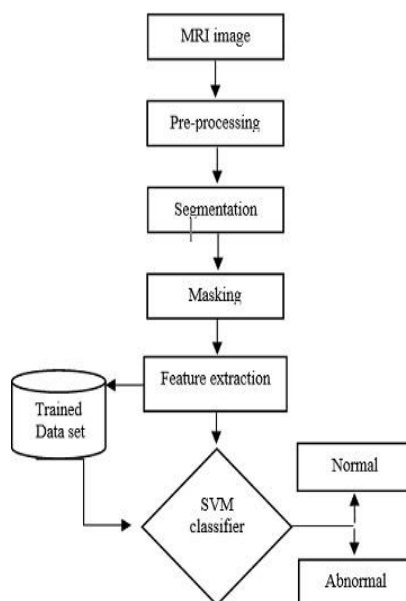 MRI image
Pre-processing
Segmentation
Masking
Feature extraction
Trained
Data set
SVM
classifier
Normal
Abnormal